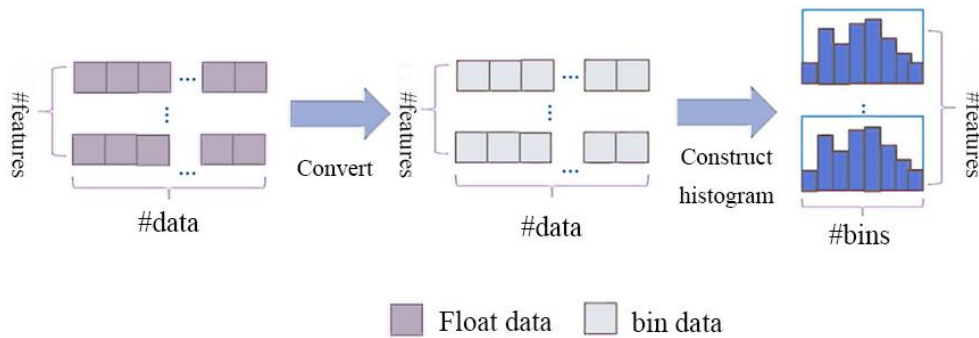 #features
#data
Convert
#features
#data
Construct
histogram
#features
#bins
Float data
bin data